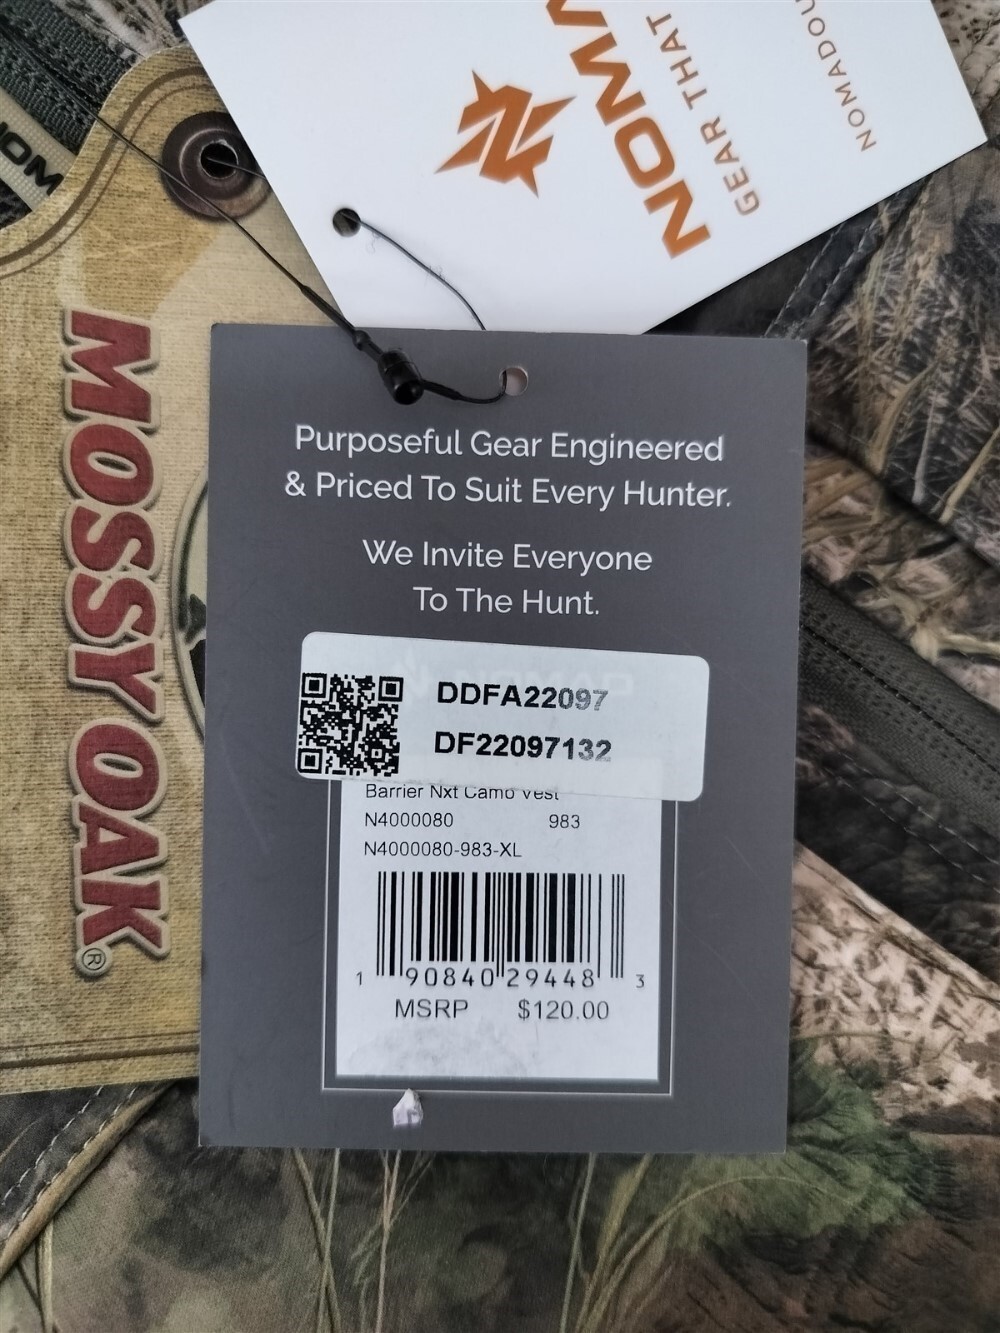 NOMA
GEAR THAT
NOMADOU
NOM
MOSSY OAK®
Purposeful Gear Engineered
& Priced To Suit Every Hunter.
We Invite Everyone
To The Hunt.
DDFA22097
DF22097132
Barrier Nxt Camo Vest
N4000080 983
N4000080-983-XL
1 90840 29448 3
MSRP $120.00